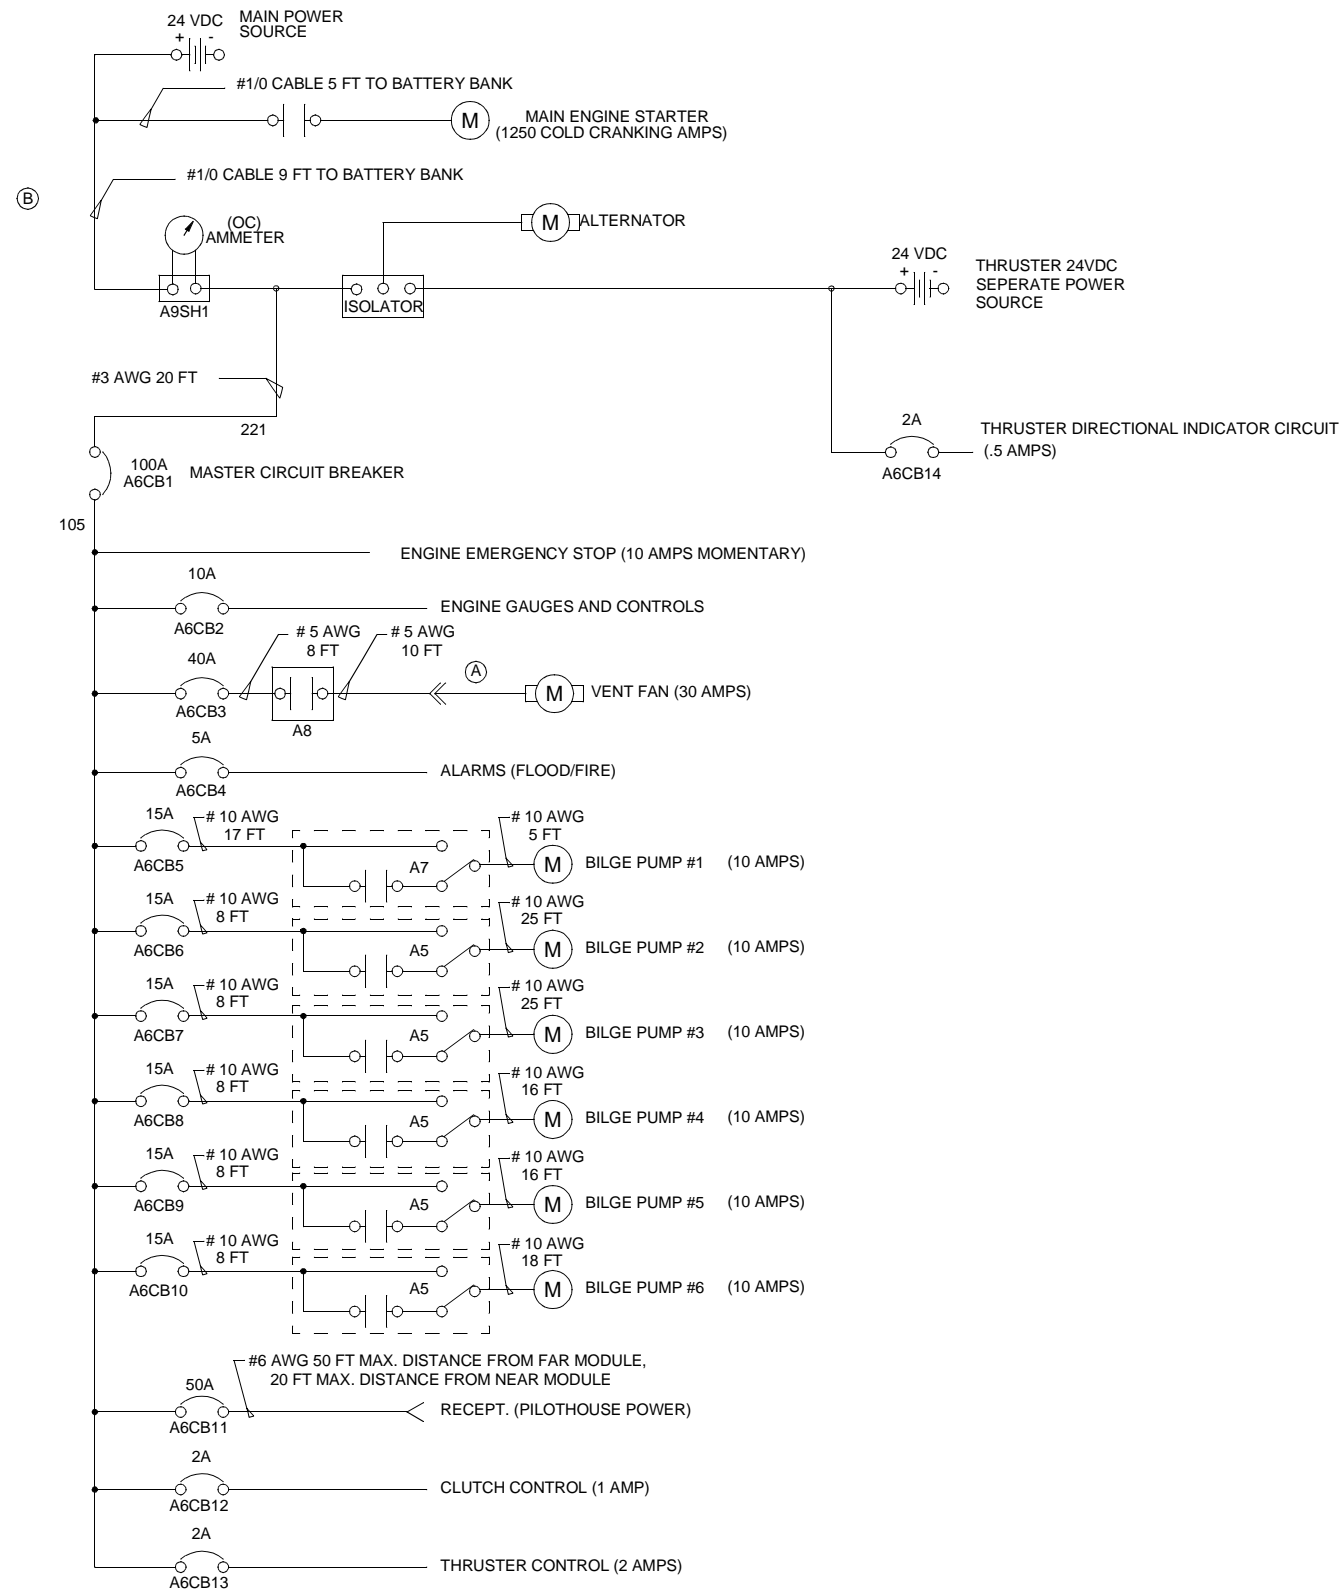 24 VDC
MAIN POWER
SOURCE
+ -
#1/0 CABLE 5 FT TO BATTERY BANK
M
MAIN ENGINE STARTER
(1250 COLD CRANKING AMPS)
#1/0 CABLE 9 FT TO BATTERY BANK
B
(OC)
AMMETER
M
ALTERNATOR
A9SH1
ISOLATOR
24 VDC
+ -
THRUSTER 24VDC
SEPERATE POWER
SOURCE
#3 AWG 20 FT
221
2A
A6CB14
THRUSTER DIRECTIONAL INDICATOR CIRCUIT
(.5 AMPS)
100A
A6CB1
MASTER CIRCUIT BREAKER
105
ENGINE EMERGENCY STOP (10 AMPS MOMENTARY)
10A
A6CB2
ENGINE GAUGES AND CONTROLS
40A
A6CB3
# 5 AWG
8 FT
A8
# 5 AWG
10 FT
A
M
VENT FAN (30 AMPS)
5A
A6CB4
ALARMS (FLOOD/FIRE)
15A
A6CB5
# 10 AWG
17 FT
A7
# 10 AWG
5 FT
M
BILGE PUMP #1 (10 AMPS)
15A
A6CB6
# 10 AWG
8 FT
A5
# 10 AWG
25 FT
M
BILGE PUMP #2 (10 AMPS)
15A
A6CB7
# 10 AWG
8 FT
A5
# 10 AWG
25 FT
M
BILGE PUMP #3 (10 AMPS)
15A
A6CB8
# 10 AWG
8 FT
A5
# 10 AWG
16 FT
M
BILGE PUMP #4 (10 AMPS)
15A
A6CB9
# 10 AWG
8 FT
A5
# 10 AWG
16 FT
M
BILGE PUMP #5 (10 AMPS)
15A
A6CB10
# 10 AWG
8 FT
A5
# 10 AWG
18 FT
M
BILGE PUMP #6 (10 AMPS)
#6 AWG 50 FT MAX. DISTANCE FROM FAR MODULE,
20 FT MAX. DISTANCE FROM NEAR MODULE
50A
A6CB11
RECEPT. (PILOTHOUSE POWER)
2A
A6CB12
CLUTCH CONTROL (1 AMP)
2A
A6CB13
THRUSTER CONTROL (2 AMPS)